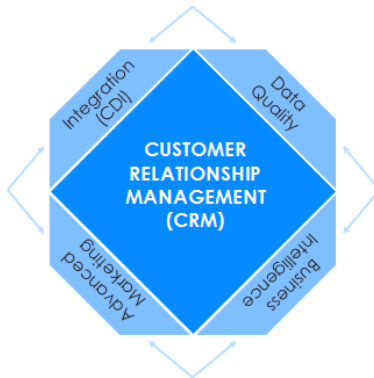 Integration
(CDI)
Data
Quality
CUSTOMER
RELATIONSHIP
MANAGEMENT
(CRM)
Advanced
Marketing
Business
Intelligence